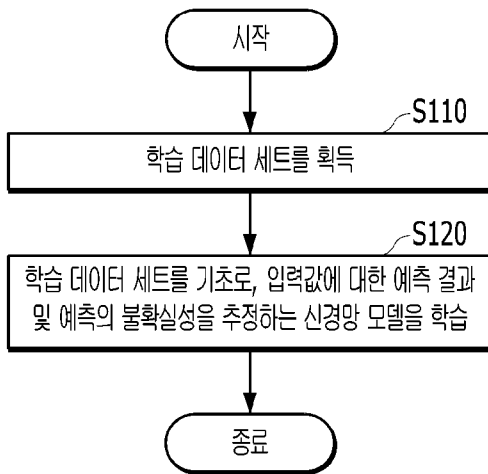 시작
S110
학습 데이터 세트를 획득
S120
학습 데이터 세트를 기초로, 입력값에 대한 예측 결과
및 예측의 불확실성을 추정하는 신경망 모델을 학습
종료